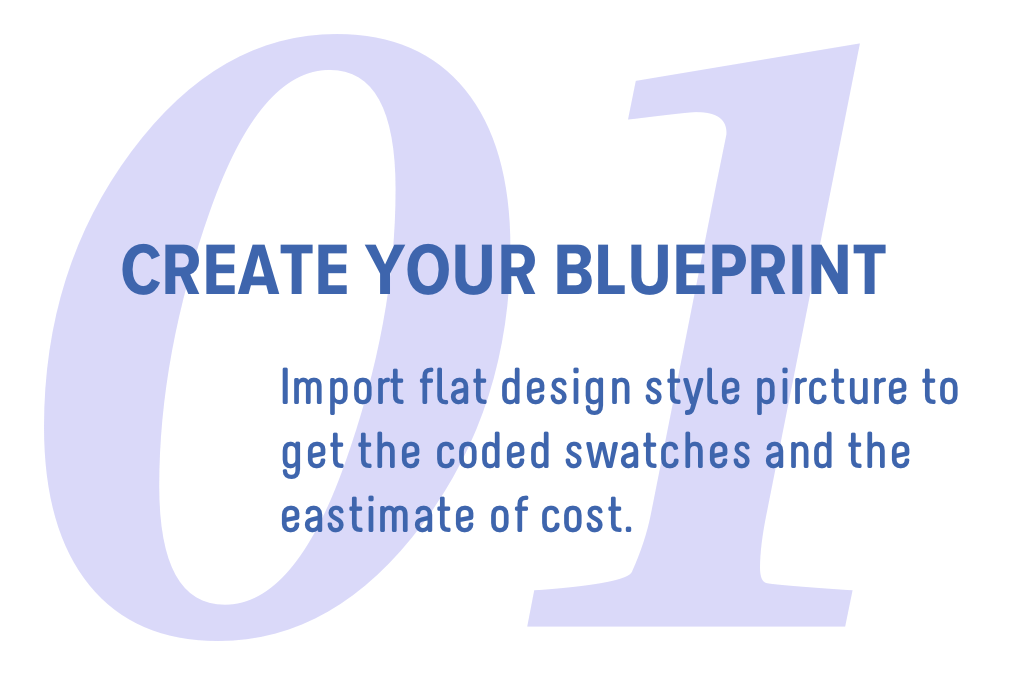 01
CREATE YOUR BLUEPRINT
Import flat design style pircture to
get the coded swatches and the
eastimate of cost.